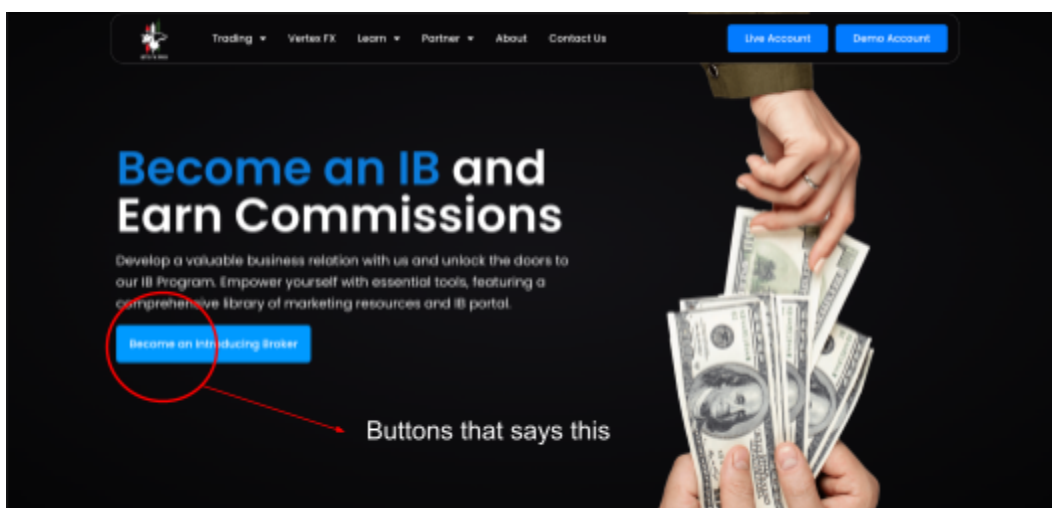 Trading Vertex FX Learn Partner About Contact Us Live Account Demo Account
Become an IB and
Earn Commissions
Develop a valuable business relation with us and unlock the doors to
our IB Program. Empower yourself with essential tools, featuring a
comprehensive library of marketing resources and IB portal.
Become an Introducing Broker
Buttons that says this